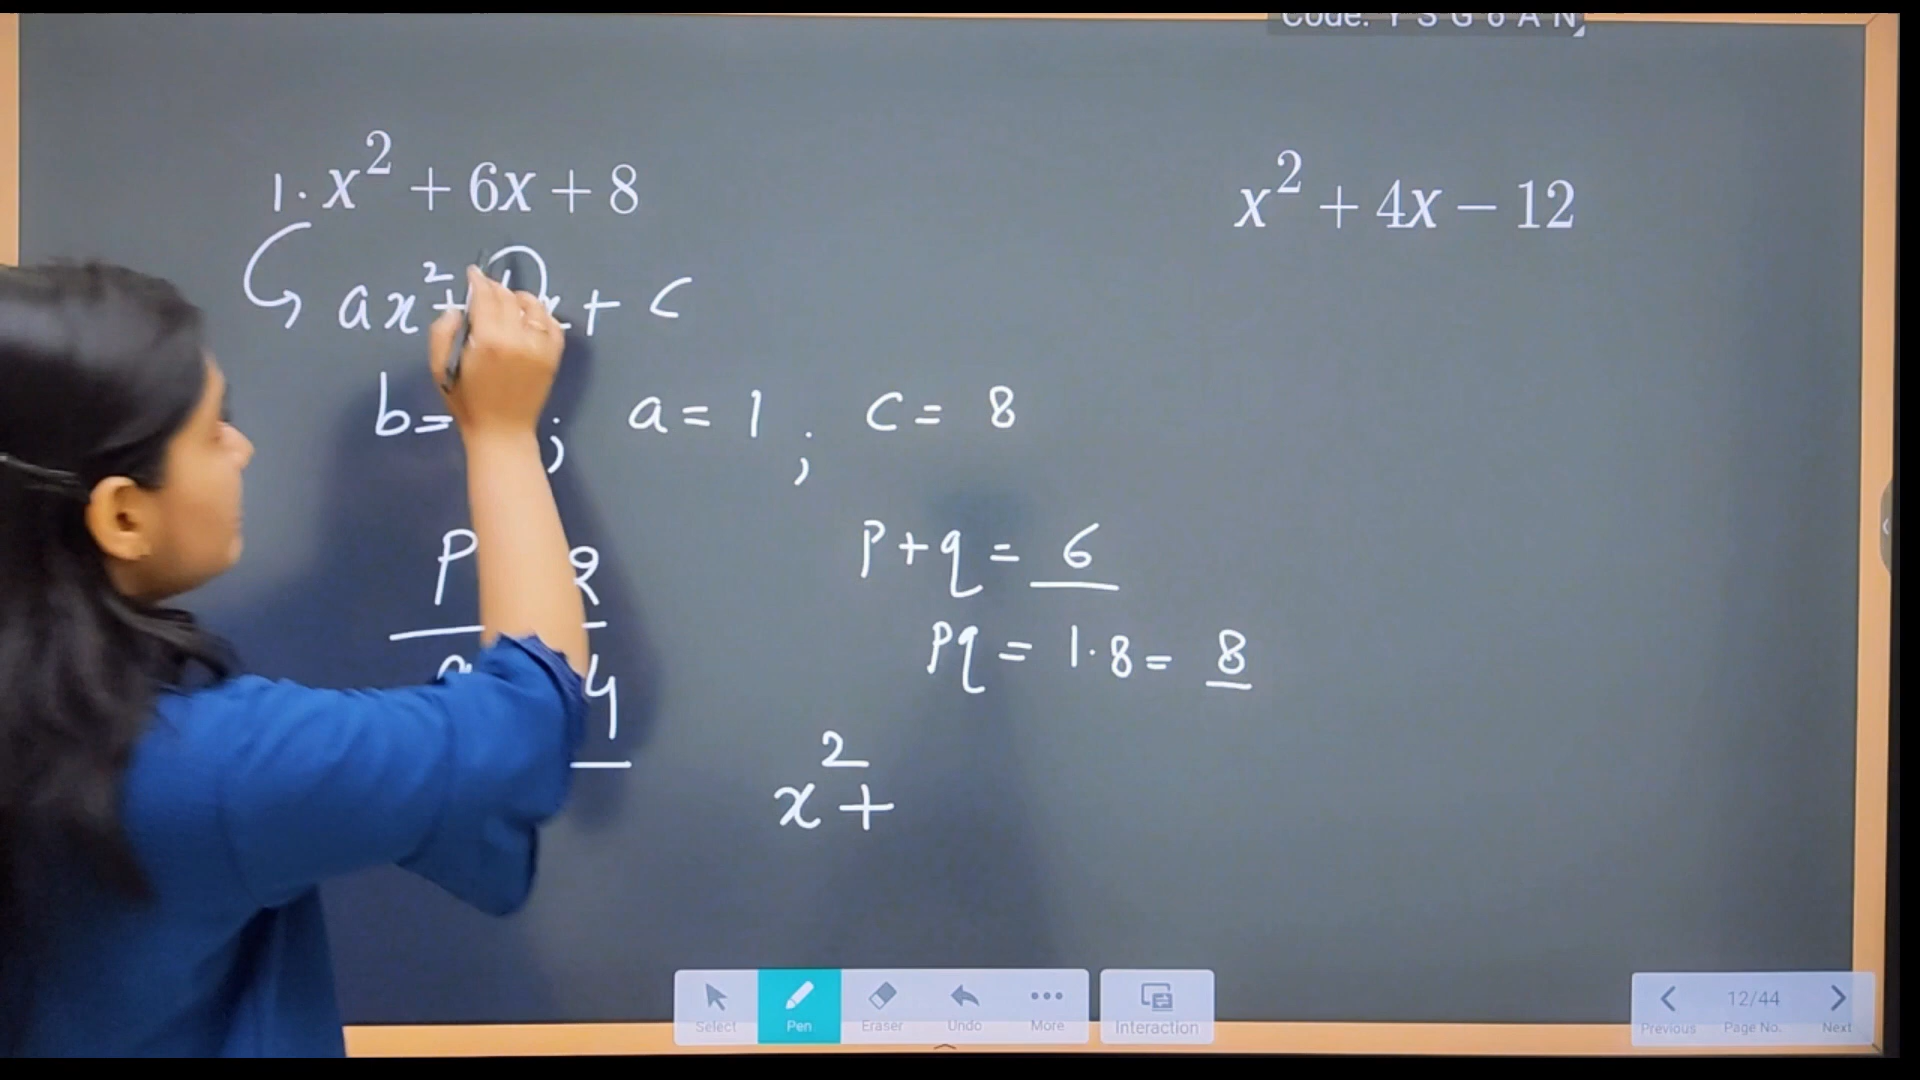 Code: Y S G 6 A N
1. x² + 6x + 8
x² + 4x − 12
ax² + x + c
b= ; a = 1 ; c = 8
p q
4
p + q = 6
pq = 1·8 = 8
x² +
Select Pen Eraser Undo More Interaction
12/44
Previous Page No. Next